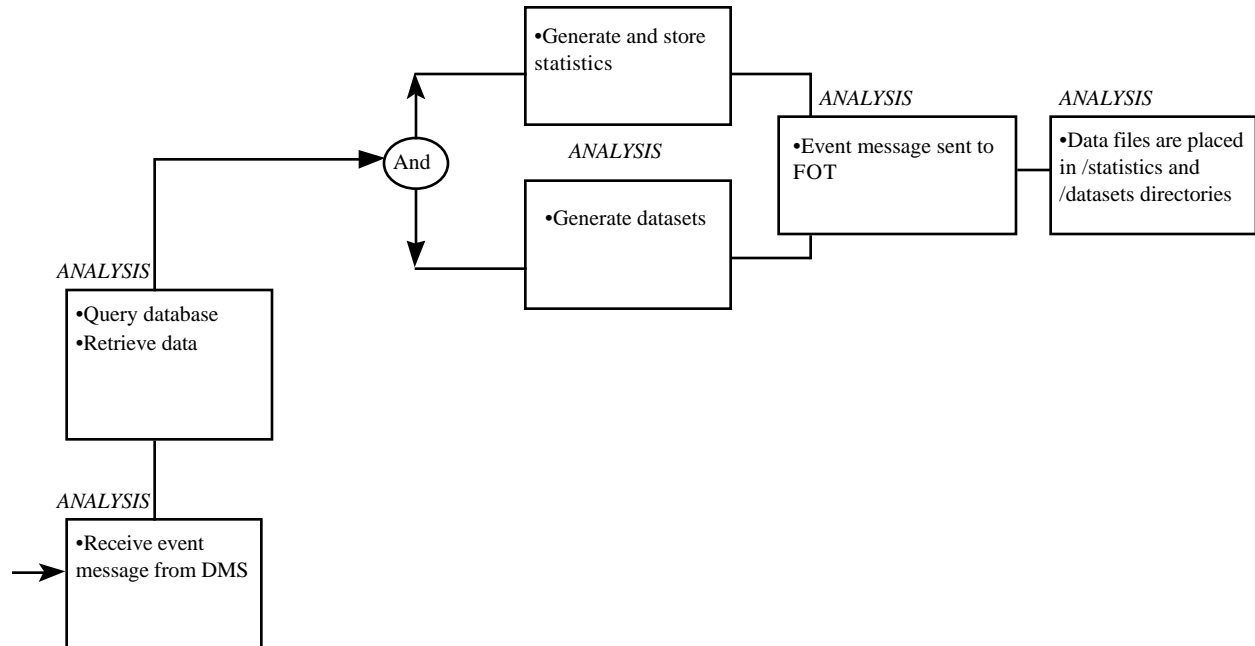 •Generate and store
statistics
ANALYSIS
•Event message sent to
FOT
ANALYSIS
•Data files are placed
in /statistics and
/datasets directories
And
ANALYSIS
•Generate datasets
ANALYSIS
•Query database
•Retrieve data
ANALYSIS
•Receive event
message from DMS